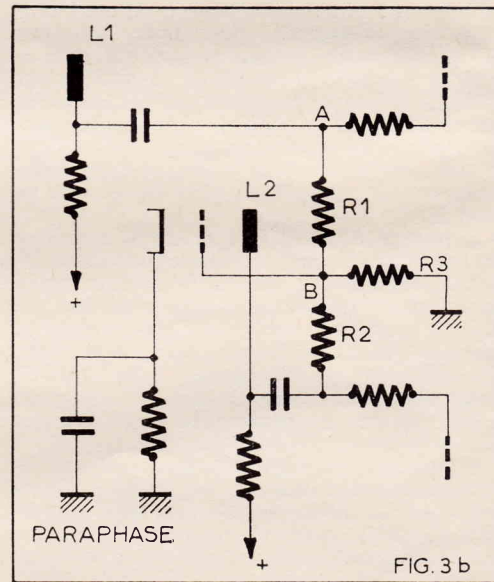 L1
A
L2
R1
R3
B
R2
+
PARAPHASE
+
FIG. 3 b